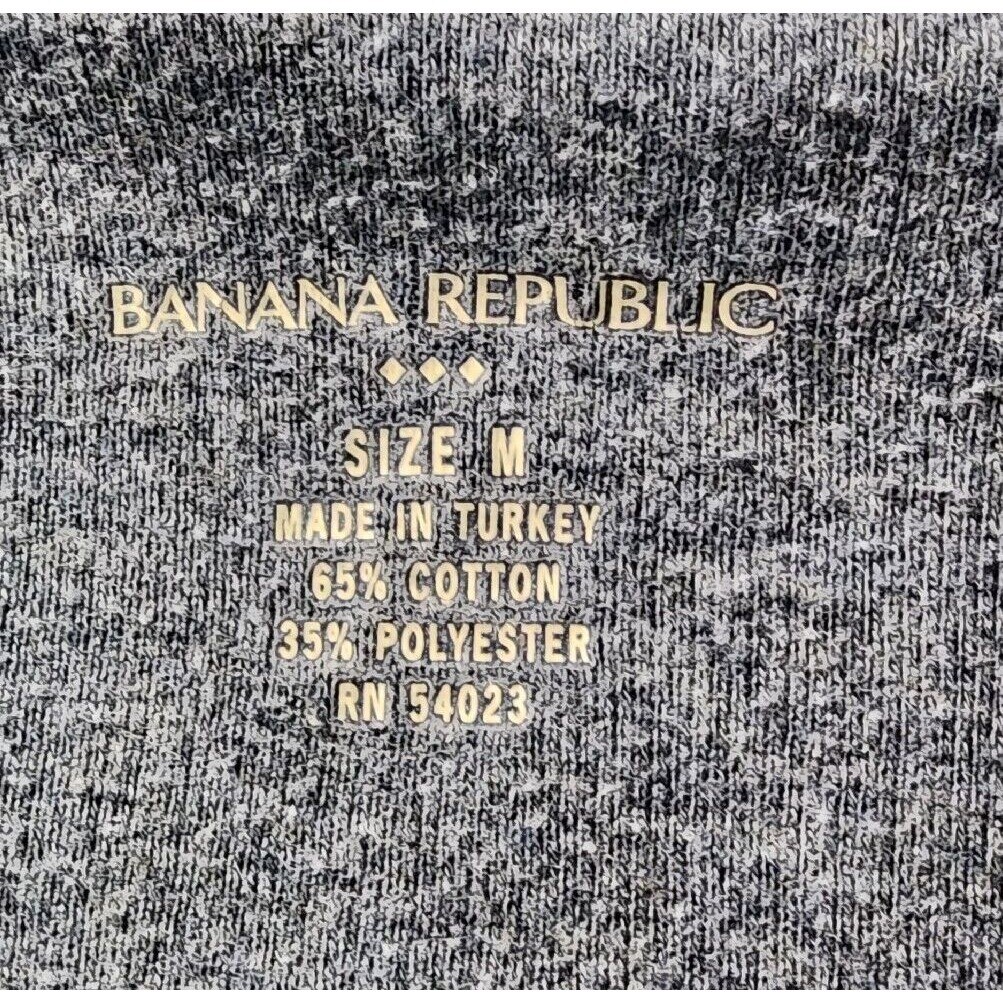 BANANA REPUBLIC
SIZE M
MADE IN TURKEY
65% COTTON
35% POLYESTER
RN 54023